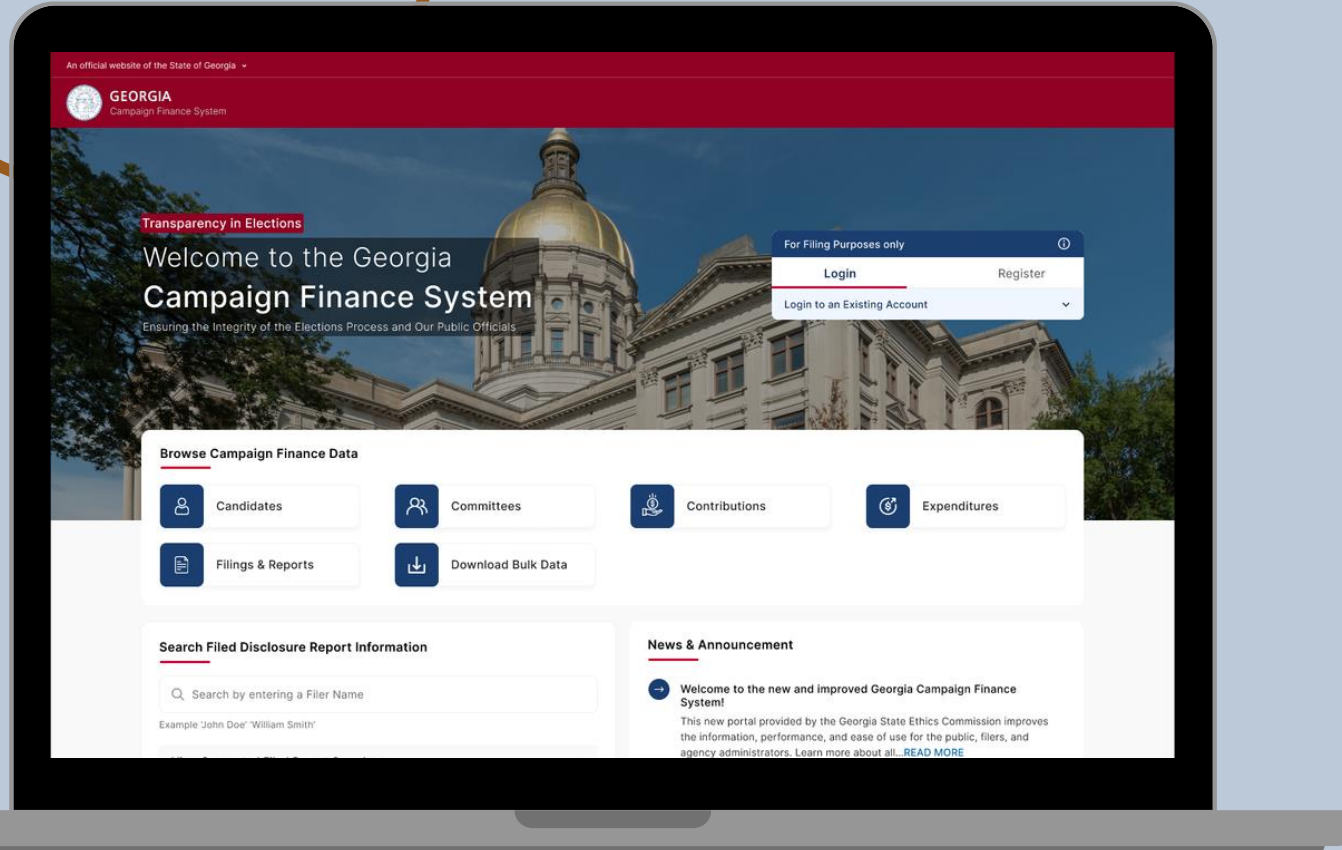 An official website of the State of Georgia
GEORGIA
Campaign Finance System
Transparency in Elections
Welcome to the Georgia
Campaign Finance System
Ensuring the Integrity of the Elections Process and Our Public Officials
For Filing Purposes only
Login Register
Login to an Existing Account
Browse Campaign Finance Data
Candidates Committees Contributions Expenditures
Filings & Reports Download Bulk Data
Search Filed Disclosure Report Information
Search by entering a Filer Name
Example 'John Doe' 'William Smith'
News & Announcement
Welcome to the new and improved Georgia Campaign Finance
System!
This new portal provided by the Georgia State Ethics Commission improves
the information, performance, and ease of use for the public, filers, and
agency administrators. Learn more about all...READ MORE